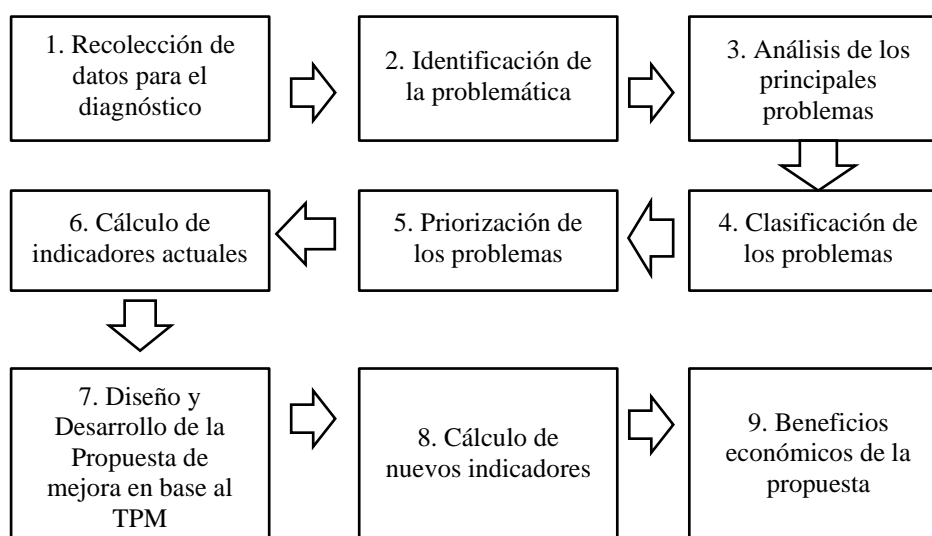 1. Recolección de
datos para el
diagnóstico
2. Identificación de
la problemática
3. Análisis de los
principales
problemas
4. Clasificación de
los problemas
5. Priorización de
los problemas
6. Cálculo de
indicadores actuales
7. Diseño y
Desarrollo de la
Propuesta de
mejora en base al
TPM
8. Cálculo de
nuevos indicadores
9. Beneficios
económicos de la
propuesta